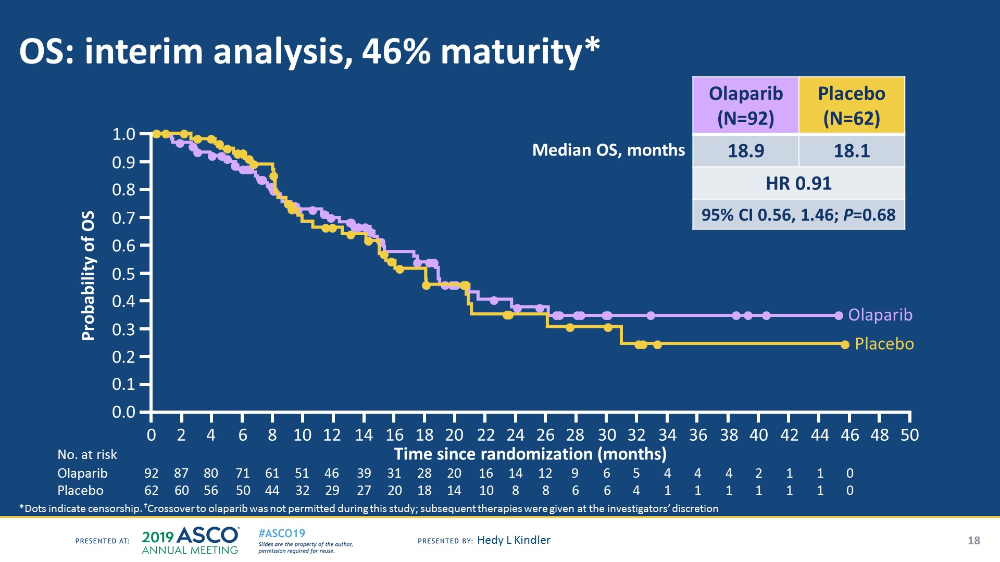 OS: interim analysis, 46% maturity*
Olaparib (N=92)
Placebo (N=62)
Median OS, months
18.9
18.1
HR 0.91
95% CI 0.56, 1.46; P=0.68
Probability of OS
1.0
0.9
0.8
0.7
0.6
0.5
0.4
0.3
0.2
0.1
0.0
Olaparib
Placebo
0 2 4 6 8 10 12 14 16 18 20 22 24 26 28 30 32 34 36 38 40 42 44 46 48 50
Time since randomization (months)
No. at risk
Olaparib 92 87 80 71 61 51 46 39 31 28 20 16 14 12 9 6 5 4 4 4 2 1 1 0
Placebo 62 60 56 50 44 32 29 27 20 18 14 10 8 8 6 6 4 1 1 1 1 1 1 0
*Dots indicate censorship. †Crossover to olaparib was not permitted during this study; subsequent therapies were given at the investigators’ discretion
PRESENTED AT:
2019 ASCO®
ANNUAL MEETING
#ASCO19
Slides are the property of the author,
permission required for reuse.
PRESENTED BY: Hedy L Kindler
18